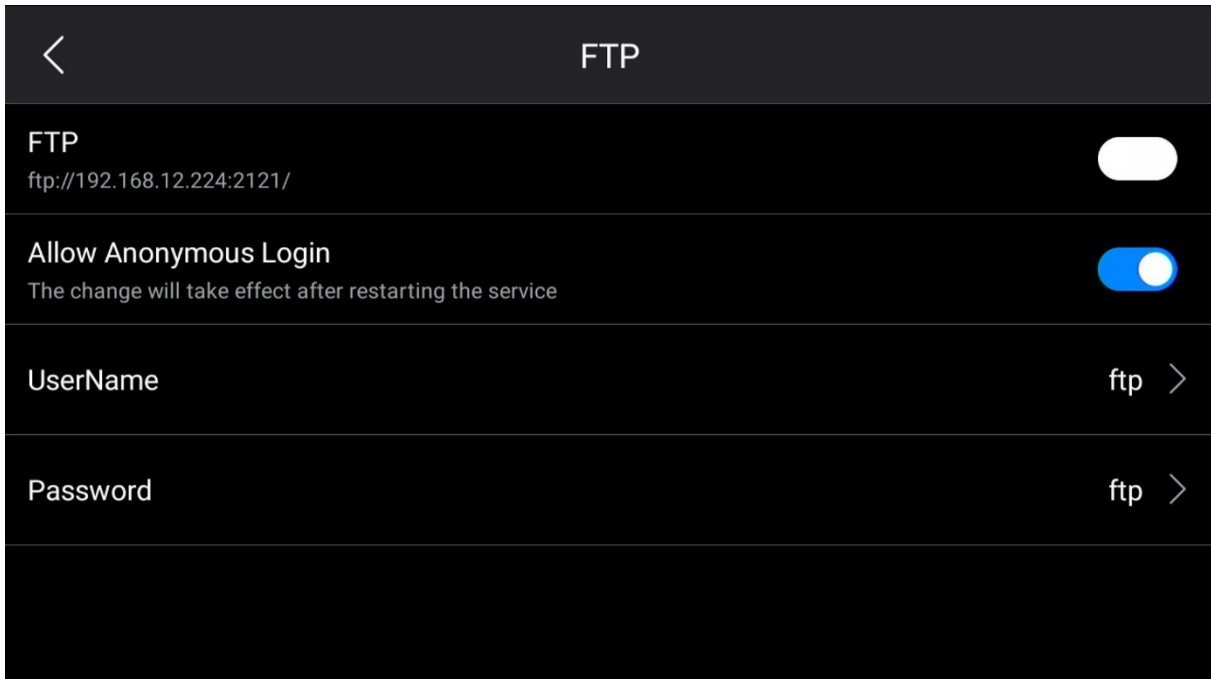 FTP
FTP
ftp://192.168.12.224:2121/
Allow Anonymous Login
The change will take effect after restarting the service
UserName
ftp
Password
ftp